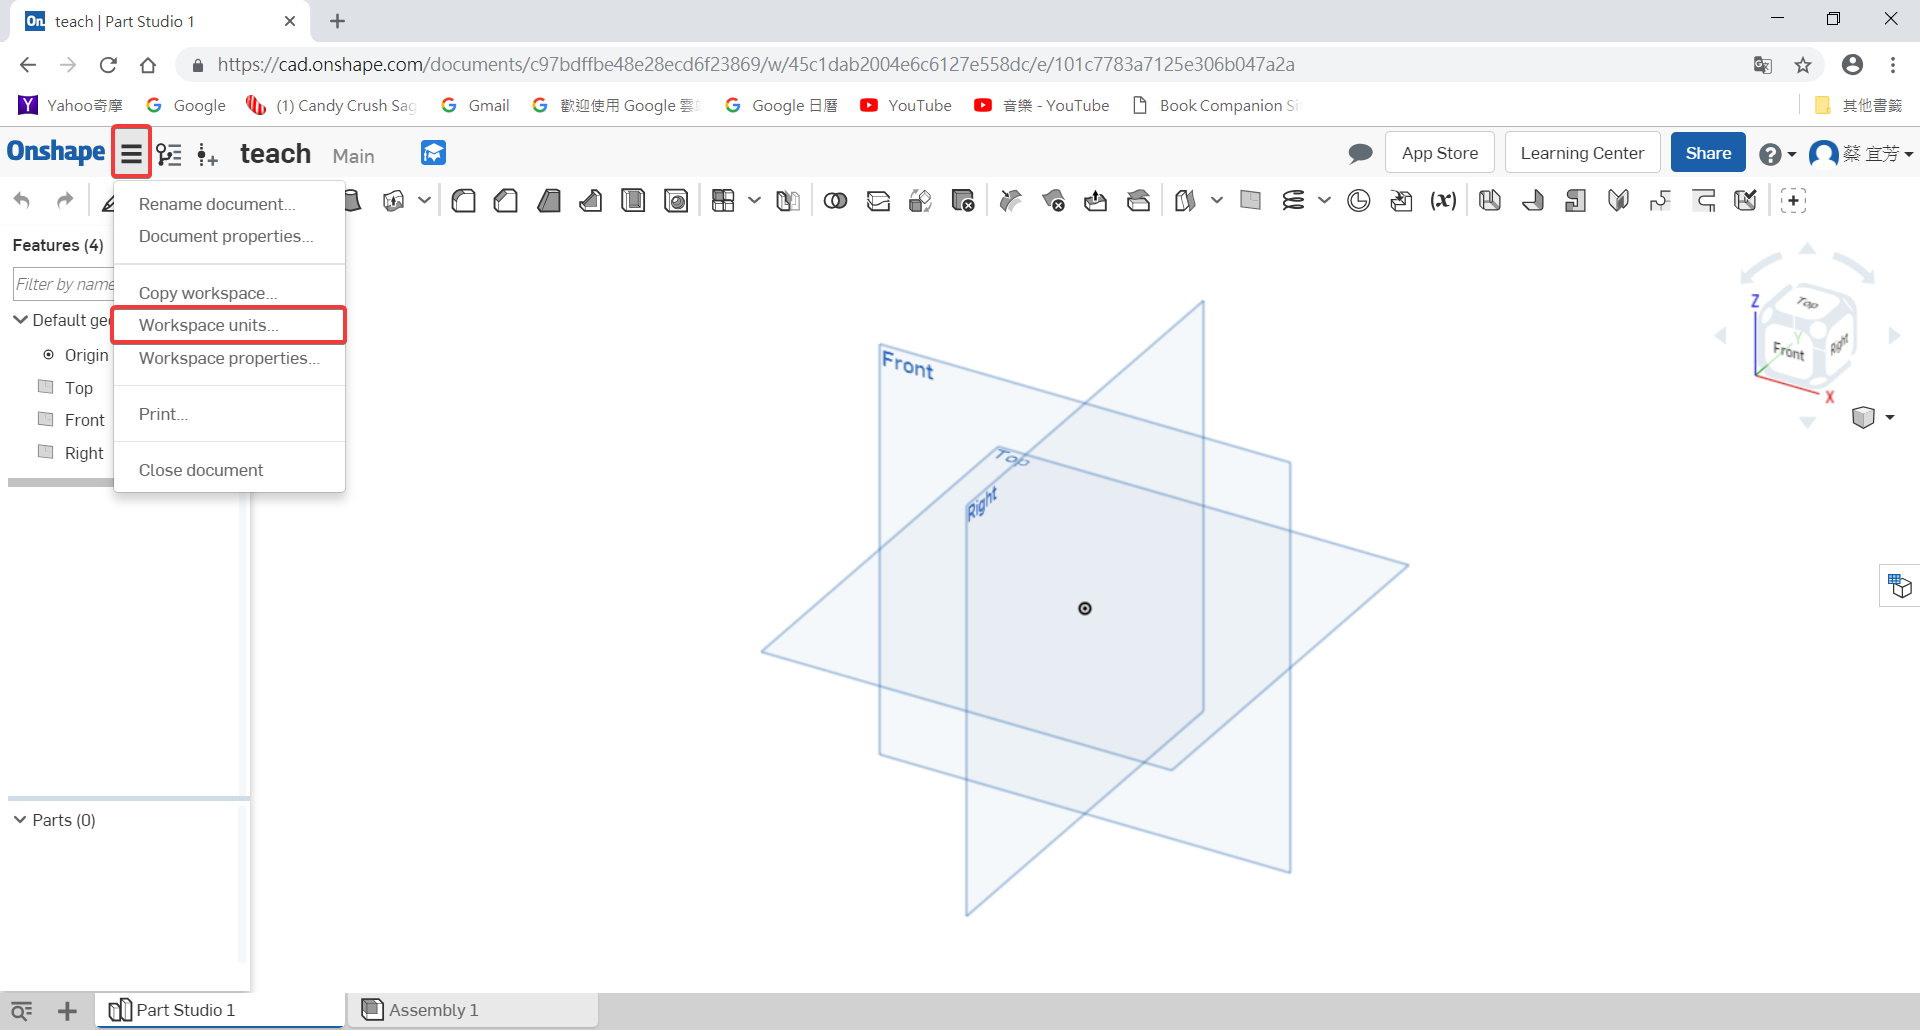 teach | Part Studio 1
https://cad.onshape.com/documents/c97bdffbe48e28ecd6f23869/w/45c1dab2004e6c6127e558dc/e/101c7783a7125e306b047a2a
Yahoo奇摩 Google (1) Candy Crush Sag Gmail 歡迎使用 Google 雲 Google 日曆 YouTube 音樂 - YouTube Book Companion Si 其他書籤
Onshape teach Main App Store Learning Center Share 蔡 宜芳
Rename document...
Document properties...
Copy workspace...
Workspace units...
Workspace properties...
Print...
Close document
(x)
Features (4)
Filter by name
Default ge
Origin
Top
Front
Right
Parts (0)
Front
Top
Right
Z
Top
Y
Front
Right
X
Part Studio 1
Assembly 1